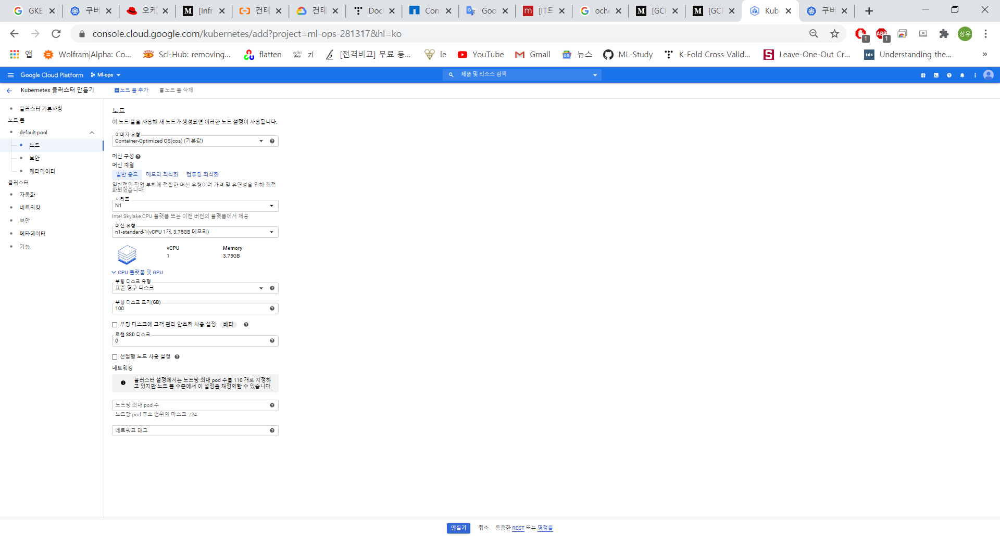 GKE
쿠버
오케
[Infr
컨테
컨테
Doc
Con
Goo
[IT트
oche
[GCP
[GCP
Kube
쿠버
console.cloud.google.com/kubernetes/add?project=ml-ops-281317&hl=ko
1
ABP
1
상유
앱
Wolfram|Alpha: Co...
Sci-Hub: removing...
flatten
wiki docs
zi
[전격비교] 무료 동...
le
YouTube
Gmail
뉴스
ML-Study
K-Fold Cross Valid...
Leave-One-Out Cr...
tds
Understanding the...
»
Google Cloud Platform
Ml-ops
제품 및 리소스 검색
Kubernetes 클러스터 만들기
노드 풀 추가
노드 풀 삭제
클러스터 기본사항
노드 풀
default-pool
노드
보안
메타데이터
클러스터
자동화
네트워킹
보안
메타데이터
기능
노드
이 노드 풀을 사용해 새 노드가 생성되면 이러한 노드 설정이 사용됩니다.
이미지 유형
Container-Optimized OS(cos) (기본값)
머신 구성
머신 계열
일반 용도
메모리 최적화
컴퓨팅 최적화
일반적인 작업 부하에 적합한 머신 유형이며 가격 및 유연성을 위해 최적
화되었습니다.
시리즈
N1
Intel Skylake CPU 플랫폼 또는 이전 버전의 플랫폼에서 제공
머신 유형
n1-standard-1(vCPU 1개, 3.75GB 메모리)
vCPU
Memory
1
3.75GB
CPU 플랫폼 및 GPU
부팅 디스크 유형
표준 영구 디스크
부팅 디스크 크기(GB)
100
부팅 디스크에 고객 관리 암호화 사용 설정
베타
로컬 SSD 디스크
0
선점형 노드 사용 설정
네트워킹
클러스터 설정에서는 노드당 최대 pod 수를 110 개로 지정하
고 있지만 노드 풀 수준에서 이 설정을 재정의할 수 있습니다.
노드당 최대 pod 수
노드당 pod 주소 범위의 마스크: /24
네트워크 태그
만들기
취소
동등한 REST 또는 명령줄